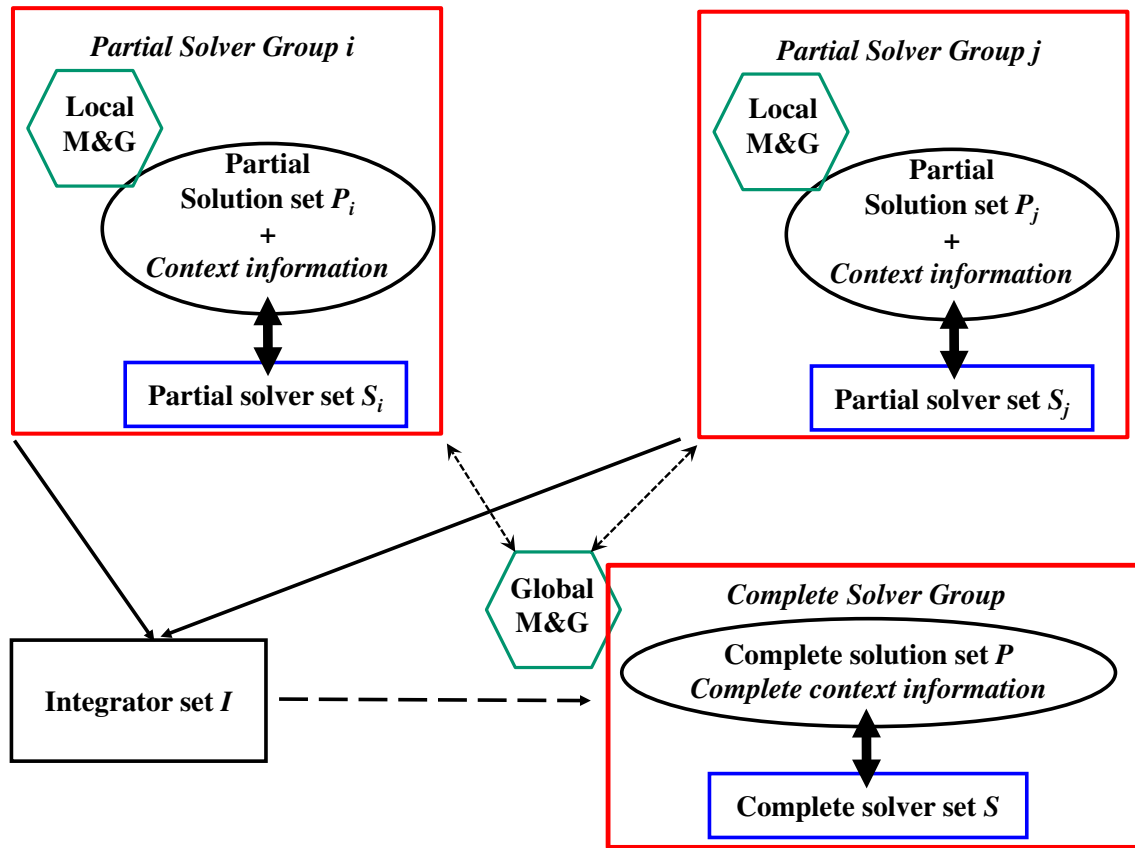 Partial Solver Group i
Local
M&G
Partial
Solution set Pi
+
Context information
Partial solver set Si
Partial Solver Group j
Local
M&G
Partial
Solution set Pj
+
Context information
Partial solver set Sj
Global
M&G
Integrator set I
Complete Solver Group
Complete solution set P
Complete context information
Complete solver set S